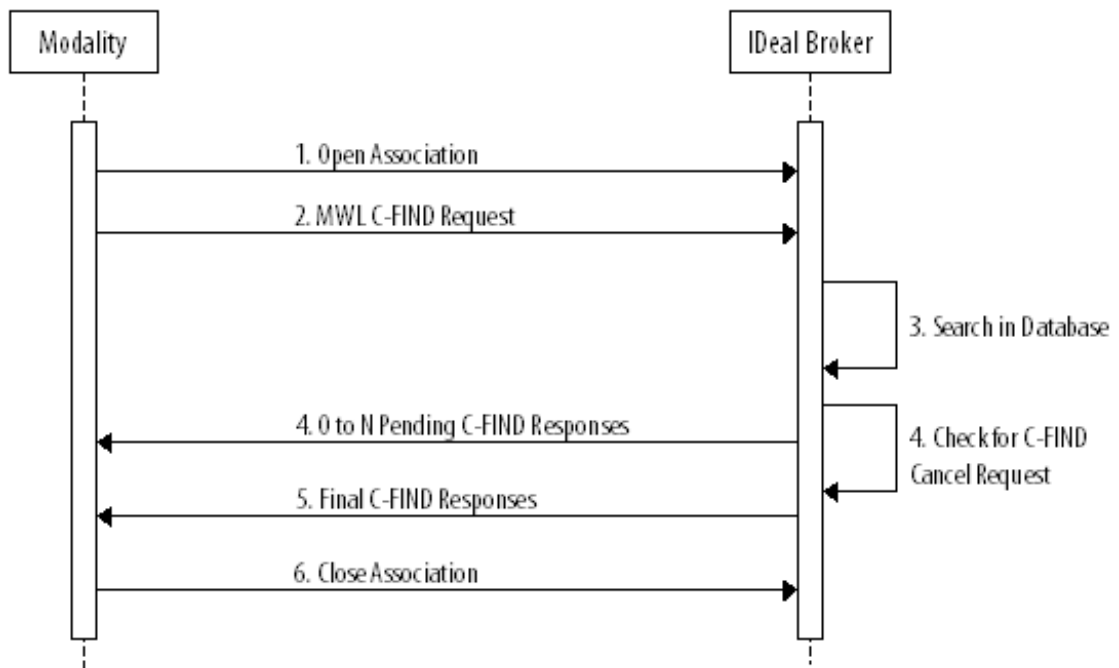 Modality
IDeal Broker
1. Open Association
2. MWL C-FIND Request
3. Search in Database
4. 0 to N Pending C-FIND Responses
4. Check for C-FIND
Cancel Request
5. Final C-FIND Responses
6. Close Association